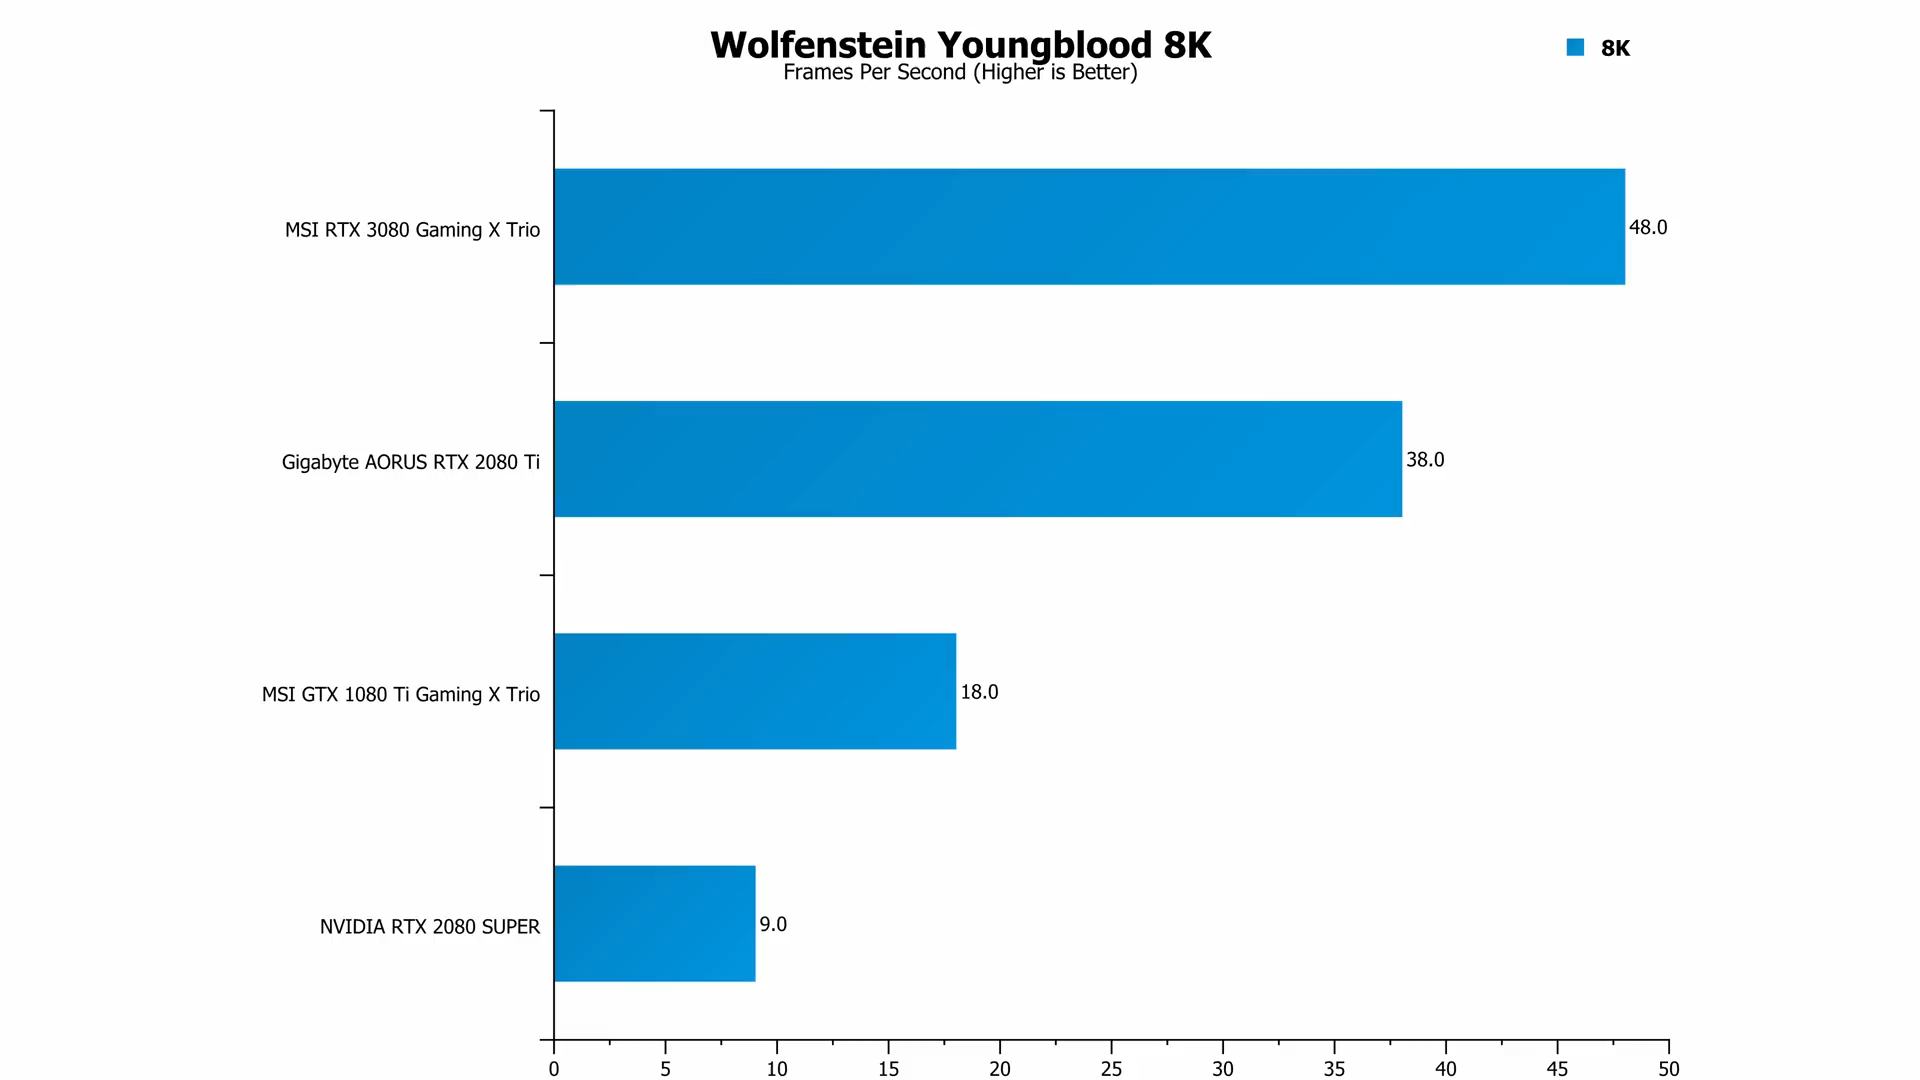 Wolfenstein Youngblood 8K
Frames Per Second (Higher is Better)
8K
MSI RTX 3080 Gaming X Trio
48.0
Gigabyte AORUS RTX 2080 Ti
38.0
MSI GTX 1080 Ti Gaming X Trio
18.0
NVIDIA RTX 2080 SUPER
9.0
0 5 10 15 20 25 30 35 40 45 50